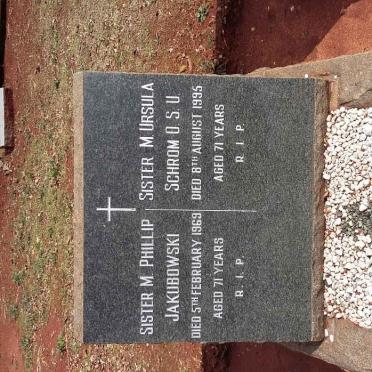 SISTER M. PHILLIP
JAKUBOWSKI
DIED 5TH FEBRUARY 1969
AGED 71 YEARS
R. I. P.
SISTER M. URSULA
SCHROM O. S. U.
DIED 8TH AUGUST 1995
AGED 71 YEARS
R. I. P.